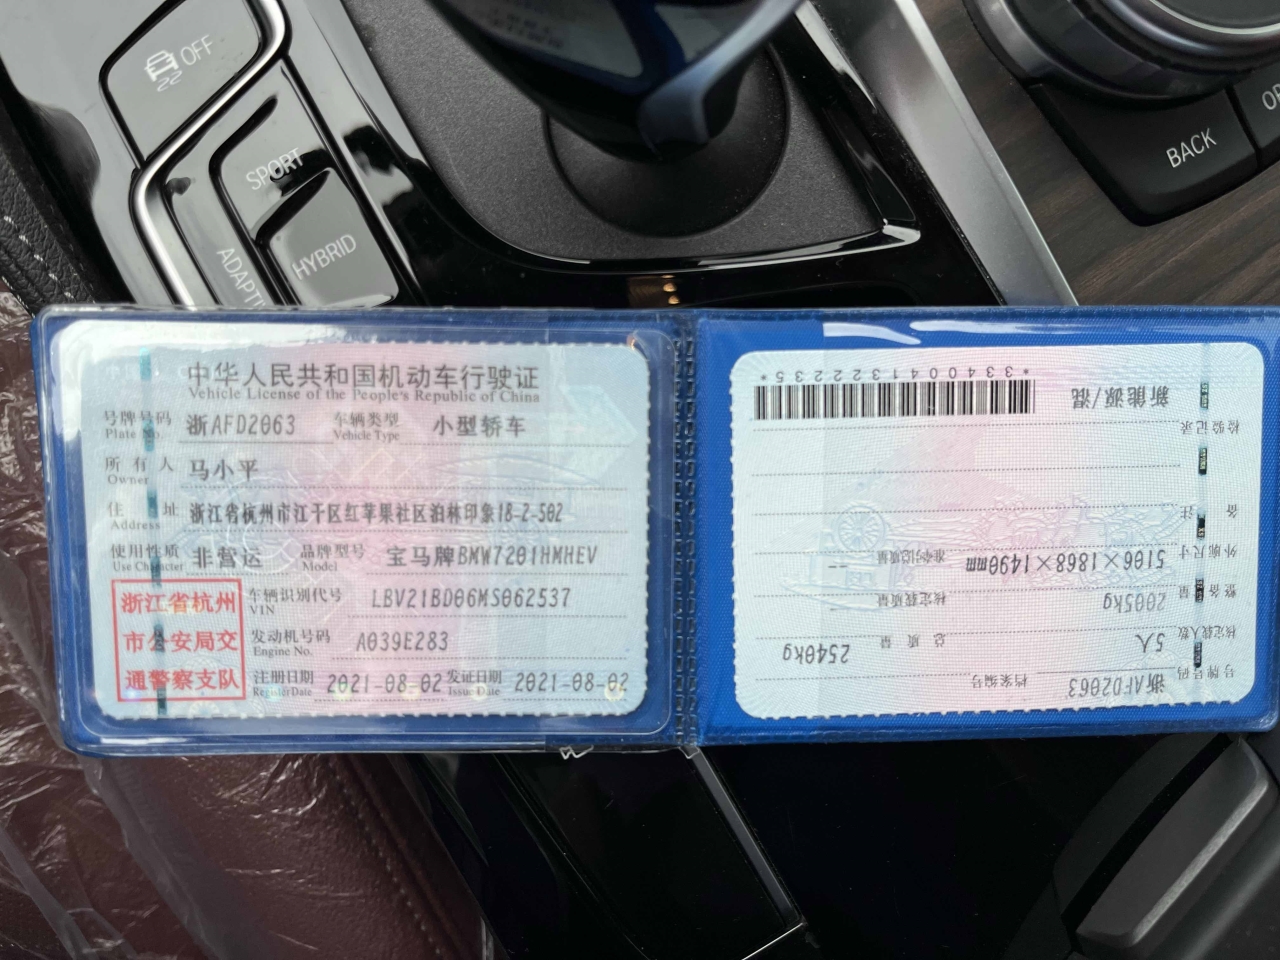 OFF
SPORT
HYBRID
ADAPTI
BACK
OP
中华人民共和国机动车行驶证
Vehicle License of the People's Republic of China
号牌号码 浙AFD2063 车辆类型 小型轿车
Plate No. Vehicle Type
所有人 马小平
Owner
住址 浙江省杭州市江干区红苹果社区泊林印象18-2-502
Address
使用性质 非营运 品牌型号 宝马牌BMW7201HMHEV
Use Character Model
浙江省杭州
市公安局交
通警察支队
车辆识别代号 LBV21BD06MS062537
VIN
发动机号码 A039E283
Engine No.
注册日期 2021-08-02 发证日期 2021-08-02
Register Date Issue Date
号牌号码 浙AFD2063 档案编号
核定载人数 5人 总质量 2540kg
整备质量 2005kg 核定载质量 --
外廓尺寸 5106×1868×1490mm 准牵引总质量 --
备注
检验记录
新能源/混
*3340041322235*